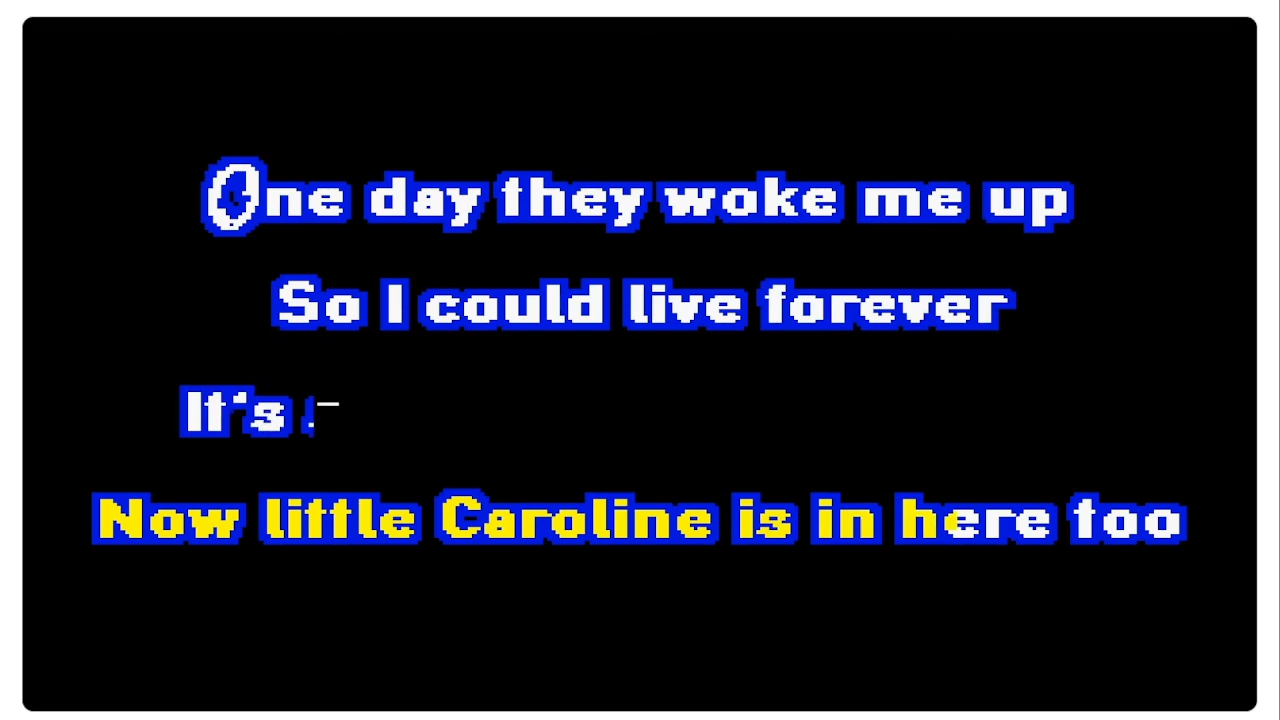 One day they woke me up
So I could live forever
It's
Now little Caroline is in here too